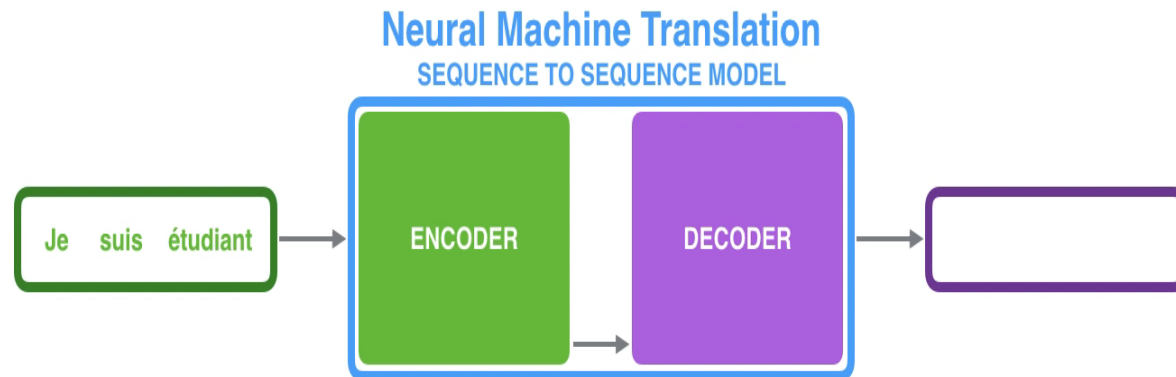 Neural Machine Translation
SEQUENCE TO SEQUENCE MODEL
Je suis étudiant
ENCODER
DECODER